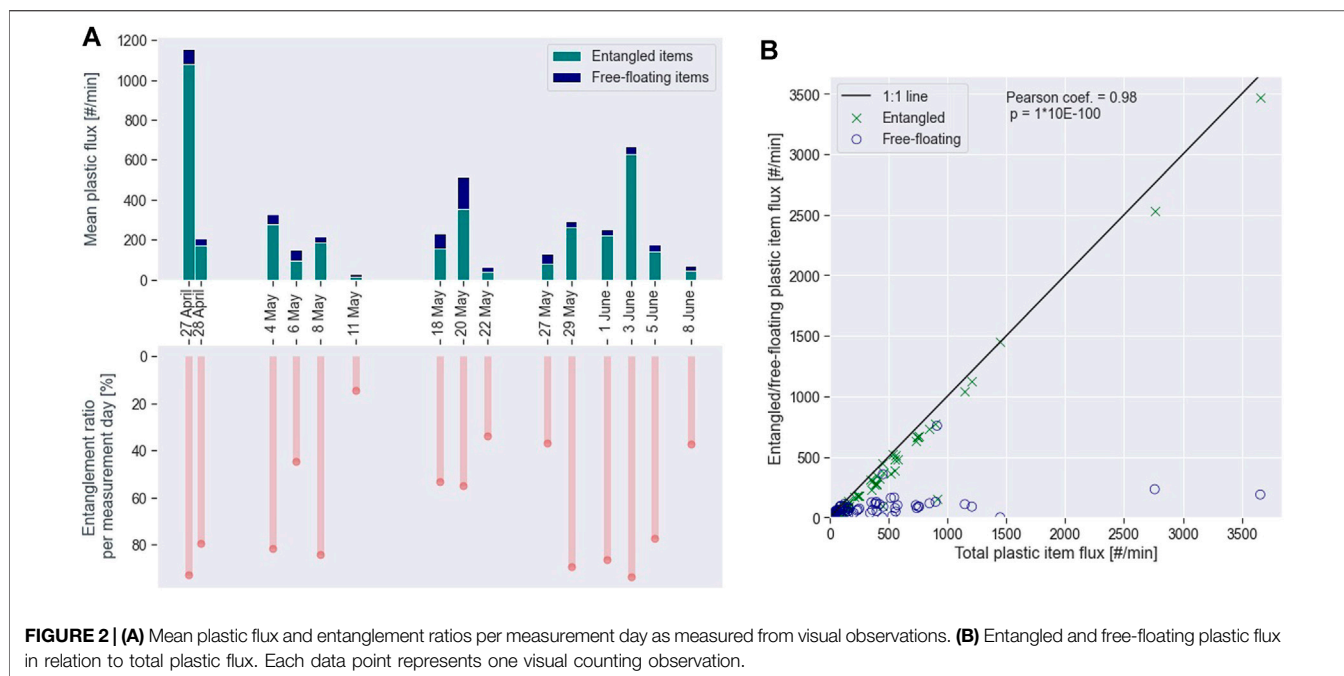 A
1200
1000
800
600
400
200
0
Mean plastic flux [#/min]
Entangled items
Free-floating items
27 April
28 April
4 May
6 May
8 May
11 May
18 May
20 May
22 May
27 May
29 May
1 June
3 June
5 June
8 June
0
20
40
60
80
Entanglement ratio
per measurement day [%]
B
3500
3000
2500
2000
1500
1000
500
0
Entangled/free-floating plastic item flux [#/min]
1:1 line
Entangled
Free-floating
Pearson coef. = 0.98
p = 1*10E-100
0 500 1000 1500 2000 2500 3000 3500
Total plastic item flux [#/min]
FIGURE 2 | (A) Mean plastic flux and entanglement ratios per measurement day as measured from visual observations. (B) Entangled and free-floating plastic flux
in relation to total plastic flux. Each data point represents one visual counting observation.